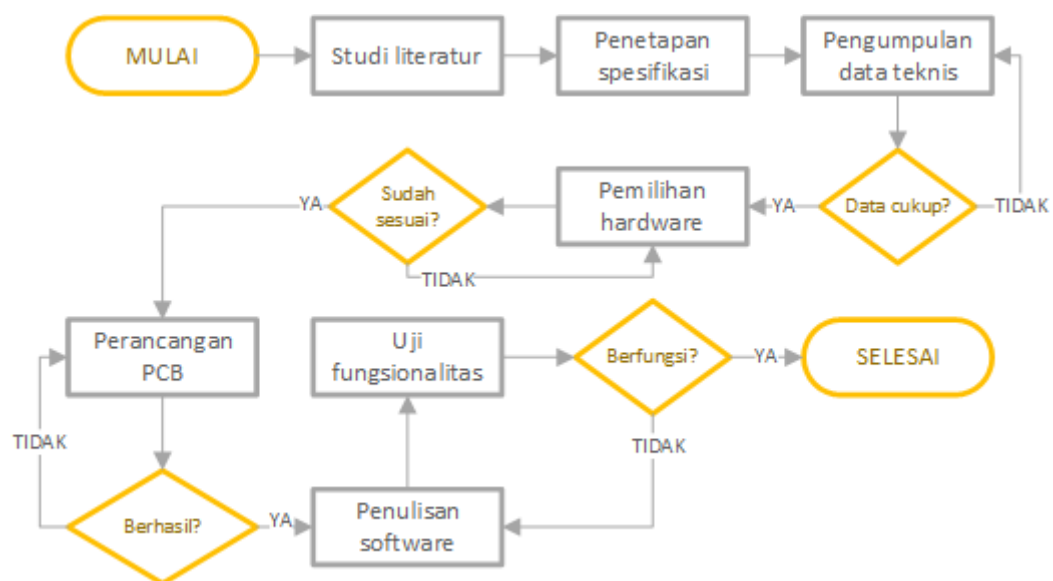 MULAI
Studi literatur
Penetapan
spesifikasi
Pengumpulan
data teknis
Data cukup?
TIDAK
YA
Pemilihan
hardware
Sudah
sesuai?
TIDAK
YA
Perancangan
PCB
Berhasil?
TIDAK
YA
Penulisan
software
Uji
fungsionalitas
Berfungsi?
TIDAK
YA
SELESAI